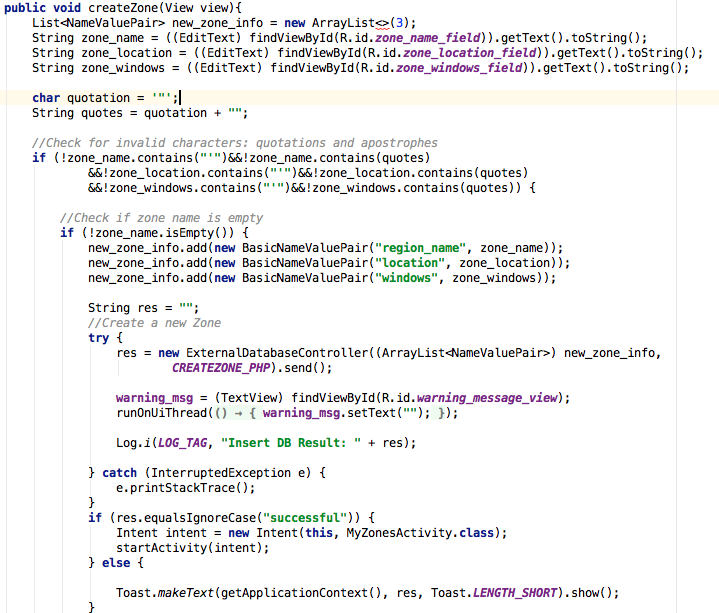 public void createZone(View view){
    List<NameValuePair> new_zone_info = new ArrayList<>(3);
    String zone_name = ((EditText) findViewById(R.id.zone_name_field)).getText().toString();
    String zone_location = ((EditText) findViewById(R.id.zone_location_field)).getText().toString();
    String zone_windows = ((EditText) findViewById(R.id.zone_windows_field)).getText().toString();

    char quotation = '"';
    String quotes = quotation + "";

    //Check for invalid characters: quotations and apostrophes
    if (!zone_name.contains("'")&&!zone_name.contains(quotes)
            &&!zone_location.contains("'")&&!zone_location.contains(quotes)
            &&!zone_windows.contains("'")&&!zone_windows.contains(quotes)) {

        //Check if zone name is empty
        if (!zone_name.isEmpty()) {
            new_zone_info.add(new BasicNameValuePair("region_name", zone_name));
            new_zone_info.add(new BasicNameValuePair("location", zone_location));
            new_zone_info.add(new BasicNameValuePair("windows", zone_windows));

            String res = "";
            //Create a new Zone
            try {
                res = new ExternalDatabaseController((ArrayList<NameValuePair>) new_zone_info,
                        CREATEZONE_PHP).send();

                warning_msg = (TextView) findViewById(R.id.warning_message_view);
                runOnUiThread(() → { warning_msg.setText(""); });

                Log.i(LOG_TAG, "Insert DB Result: " + res);

            } catch (InterruptedException e) {
                e.printStackTrace();
            }
            if (res.equalsIgnoreCase("successful")) {
                Intent intent = new Intent(this, MyZonesActivity.class);
                startActivity(intent);
            } else {

                Toast.makeText(getApplicationContext(), res, Toast.LENGTH_SHORT).show();
            }